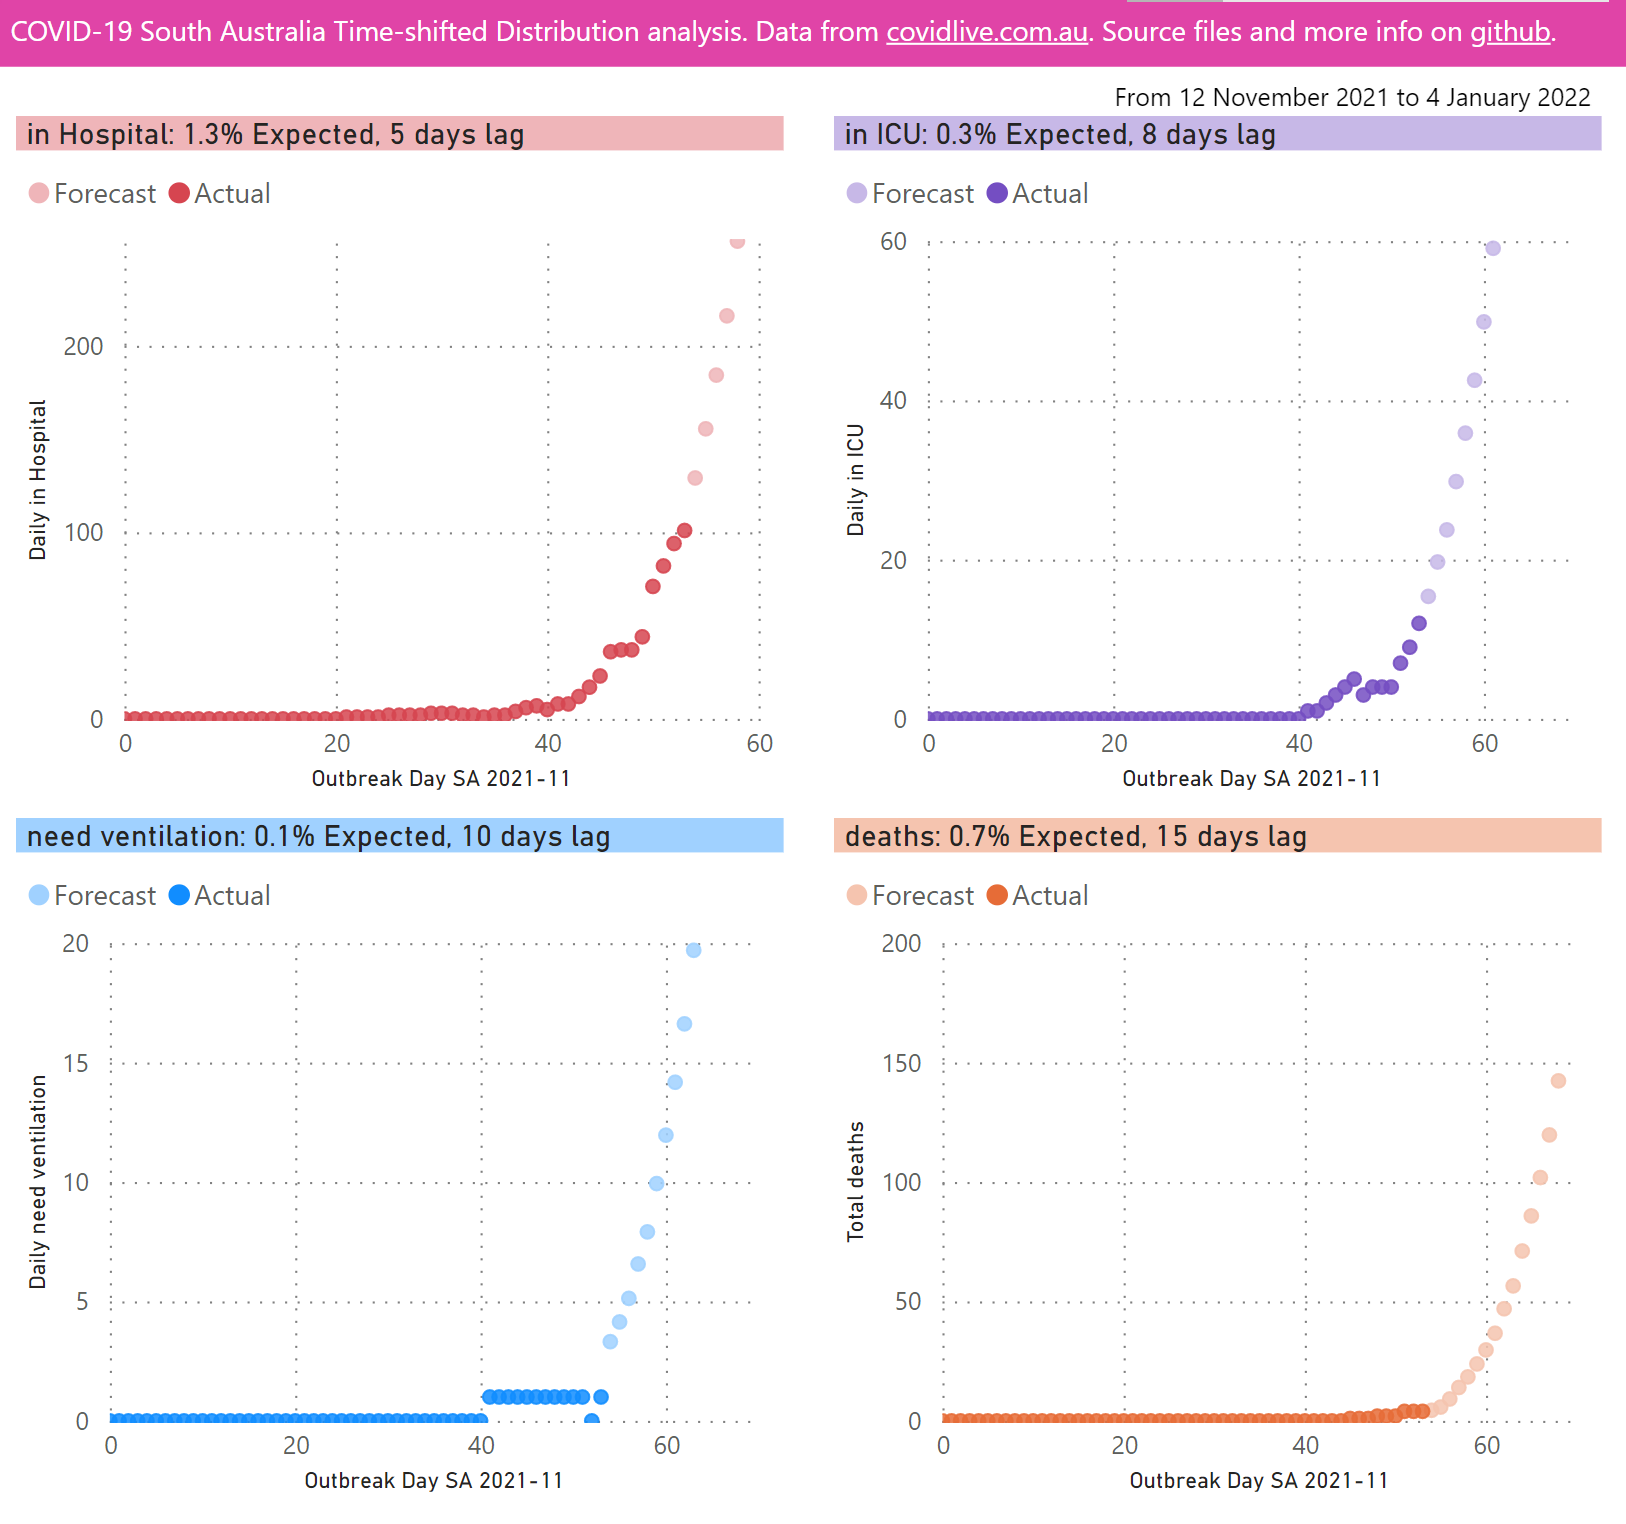 COVID-19 South Australia Time-shifted Distribution analysis. Data from covidlive.com.au. Source files and more info on github.
From 12 November 2021 to 4 January 2022
in Hospital: 1.3% Expected, 5 days lag
Forecast Actual
Daily in Hospital
200
100
0
0 20 40 60
Outbreak Day SA 2021-11
in ICU: 0.3% Expected, 8 days lag
Forecast Actual
Daily in ICU
60
40
20
0
0 20 40 60
Outbreak Day SA 2021-11
need ventilation: 0.1% Expected, 10 days lag
Forecast Actual
Daily need ventilation
20
15
10
5
0
0 20 40 60
Outbreak Day SA 2021-11
deaths: 0.7% Expected, 15 days lag
Forecast Actual
Total deaths
200
150
100
50
0
0 20 40 60
Outbreak Day SA 2021-11